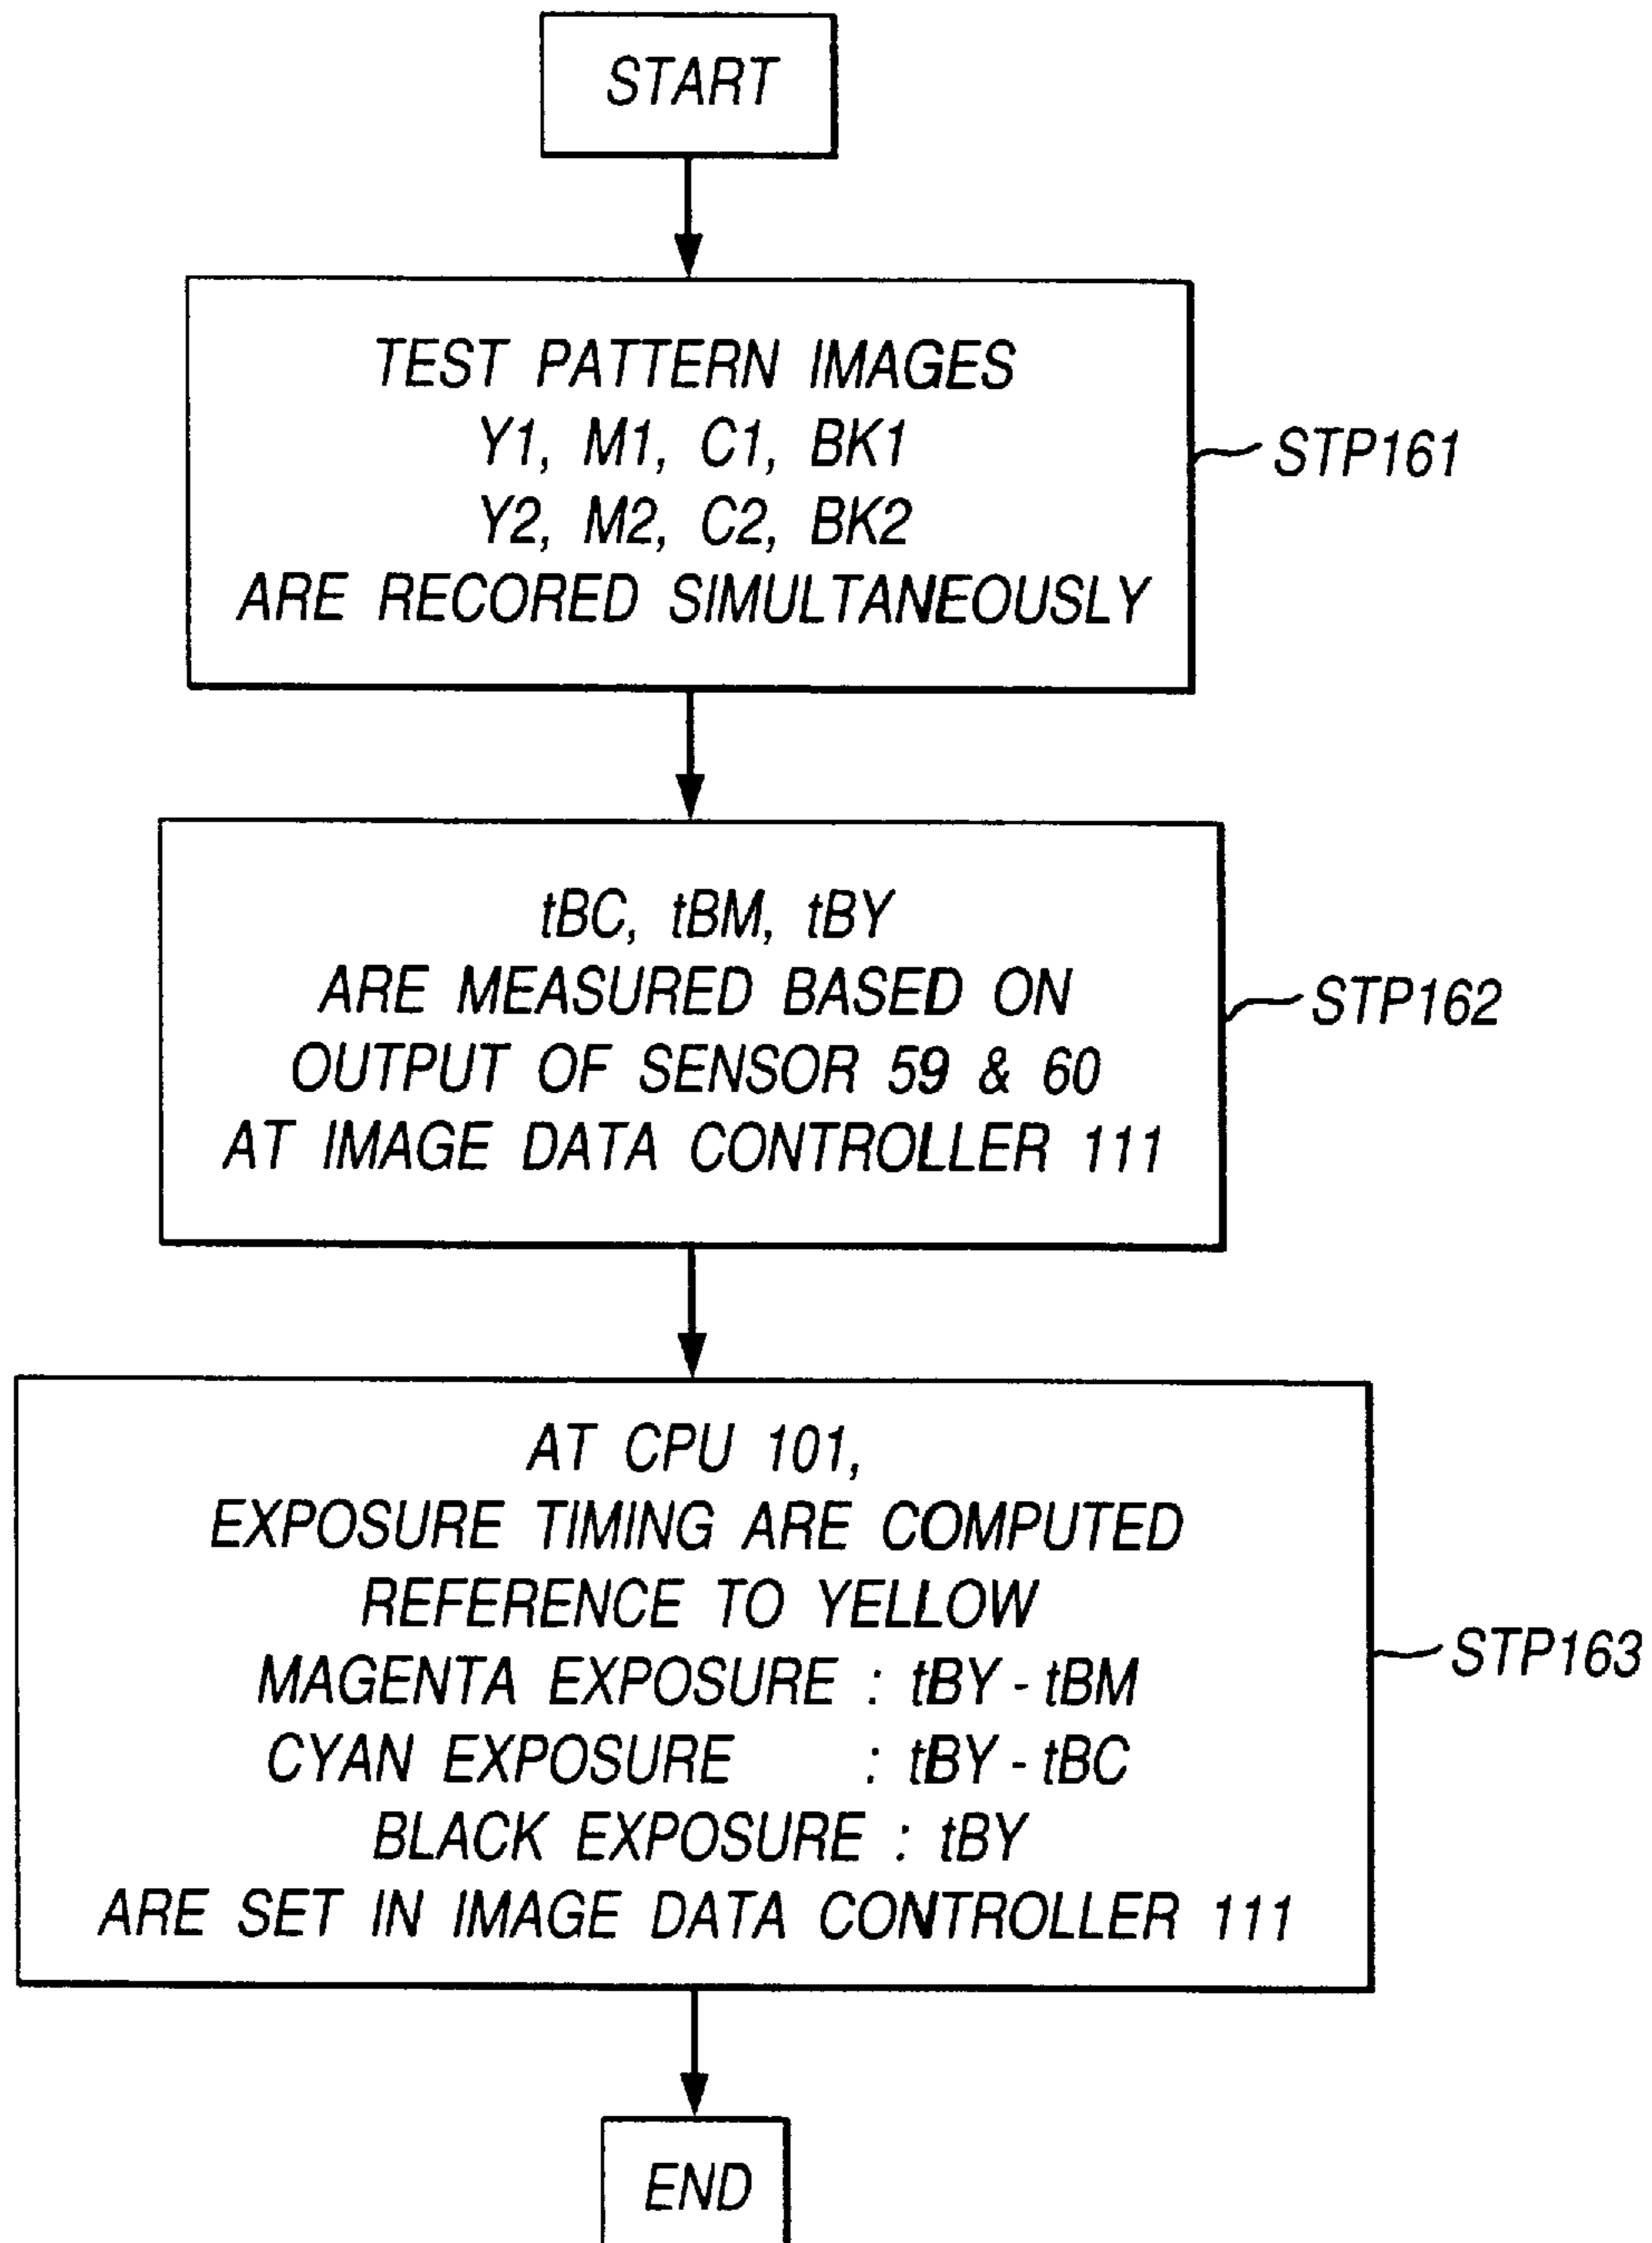 START
TEST PATTERN IMAGES
Y1, M1, C1, BK1
Y2, M2, C2, BK2
ARE RECORED SIMULTANEOUSLY
STP161
tBC, tBM, tBY
ARE MEASURED BASED ON
OUTPUT OF SENSOR 59 & 60
AT IMAGE DATA CONTROLLER 111
STP162
AT CPU 101,
EXPOSURE TIMING ARE COMPUTED
REFERENCE TO YELLOW
MAGENTA EXPOSURE : tBY - tBM
CYAN EXPOSURE : tBY - tBC
BLACK EXPOSURE : tBY
ARE SET IN IMAGE DATA CONTROLLER 111
STP163
END